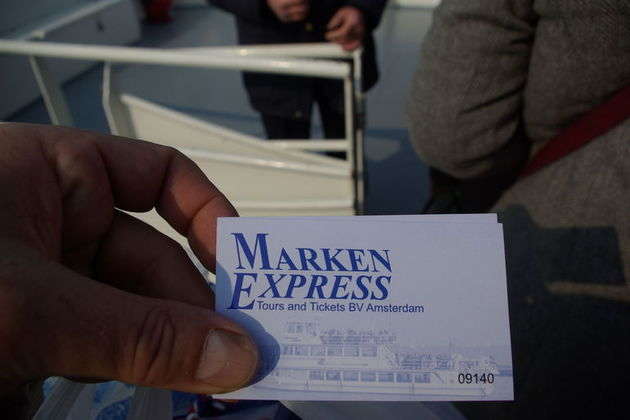 MARKEN
EXPRESS
Tours and Tickets BV Amsterdam
09140